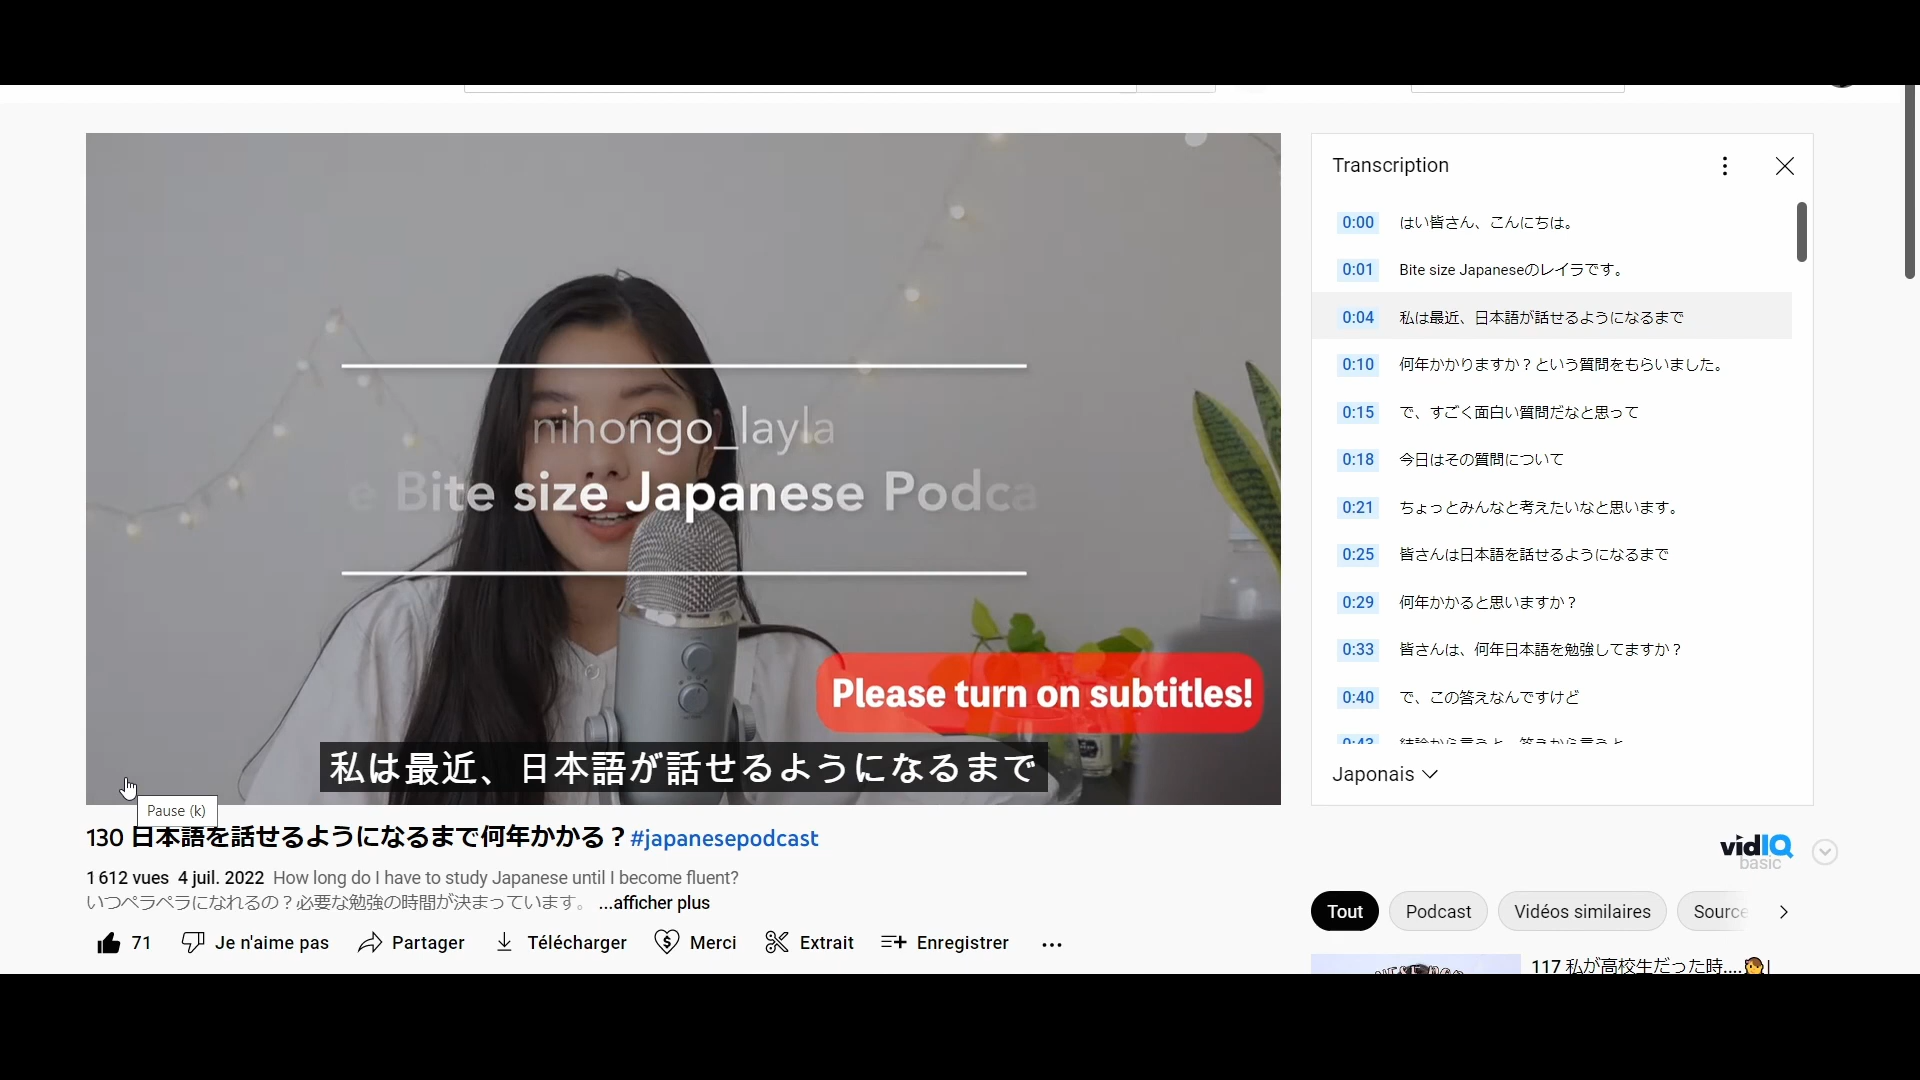 nihongo_layla
e Bite size Japanese Podca
Please turn on subtitles!
私は最近、日本語が話せるようになるまで
Pause (k)
130 日本語を話せるようになるまで何年かかる？#japanesepodcast
1 612 vues 4 juil. 2022 How long do I have to study Japanese until I become fluent?
いつペラペラになれるの？必要な勉強の時間が決まっています。 ...afficher plus
71 Je n'aime pas Partager Télécharger Merci Extrait Enregistrer
Transcription
0:00 はい皆さん、こんにちは。
0:01 Bite size Japaneseのレイラです。
0:04 私は最近、日本語が話せるようになるまで
0:10 何年かかりますか？という質問をもらいました。
0:15 で、すごく面白い質問だなと思って
0:18 今日はその質問について
0:21 ちょっとみんなと考えたいなと思います。
0:25 皆さんは日本語を話せるようになるまで
0:29 何年かかると思いますか？
0:33 皆さんは、何年日本語を勉強してますか？
0:40 で、この答えなんですけど
0:43 結論から言うと、答えから言うと
Japonais
vidIQ
basic
Tout Podcast Vidéos similaires Source
117 私が高校生だった時....